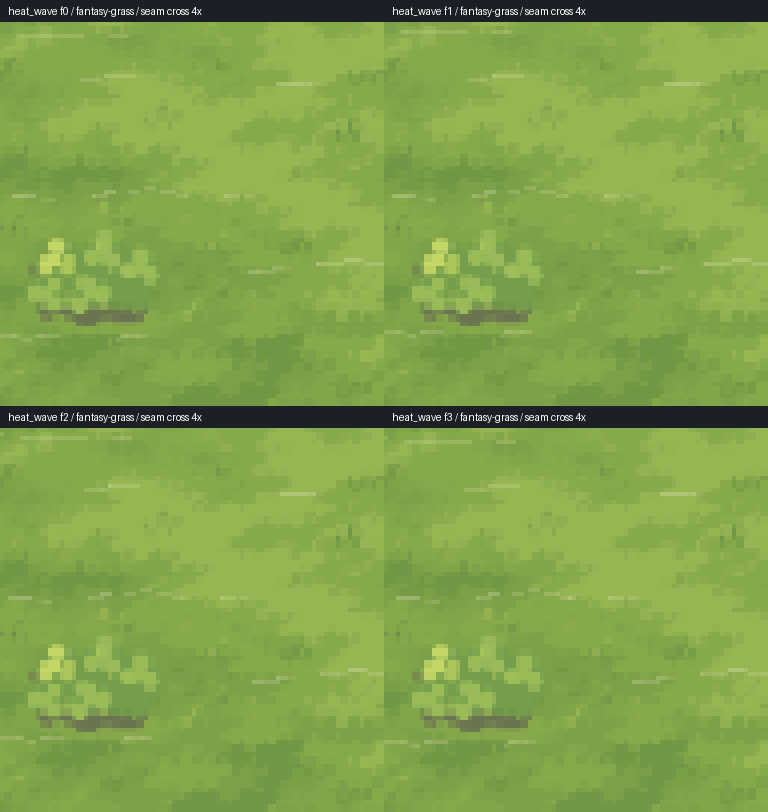 heat_wave f0 / fantasy-grass / seam cross 4x
heat_wave f1 / fantasy-grass / seam cross 4x
heat_wave f2 / fantasy-grass / seam cross 4x
heat_wave f3 / fantasy-grass / seam cross 4x